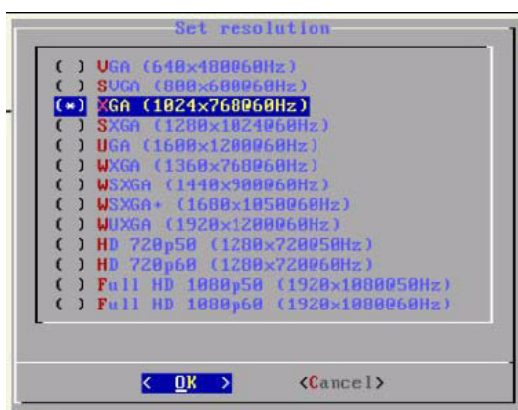 Set resolution
( ) VGA (640x480@60Hz)
( ) SVGA (800x600@60Hz)
(*) XGA (1024x768@60Hz)
( ) SXGA (1280x1024@60Hz)
( ) UGA (1600x1200@60Hz)
( ) WXGA (1360x768@60Hz)
( ) WSXGA (1440x900@60Hz)
( ) WSXGA+ (1680x1050@60Hz)
( ) WUXGA (1920x1200@60Hz)
( ) HD 720p50 (1280x720@50Hz)
( ) HD 720p60 (1280x720@60Hz)
( ) Full HD 1080p50 (1920x1080@50Hz)
( ) Full HD 1080p60 (1920x1080@60Hz)
< OK > <Cancel>